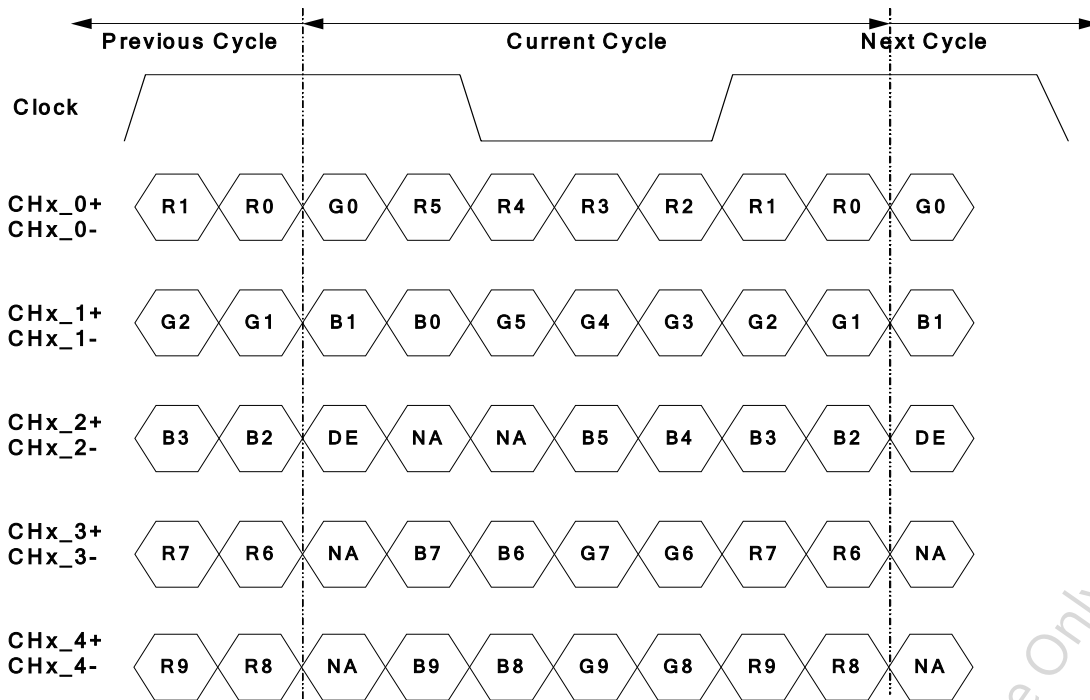 Previous Cycle Current Cycle Next Cycle
Clock
CHx_0+
CHx_0-
R1 R0 G0 R5 R4 R3 R2 R1 R0 G0
CHx_1+
CHx_1-
G2 G1 B1 B0 G5 G4 G3 G2 G1 B1
CHx_2+
CHx_2-
B3 B2 DE NA NA B5 B4 B3 B2 DE
CHx_3+
CHx_3-
R7 R6 NA B7 B6 G7 G6 R7 R6 NA
CHx_4+
CHx_4-
R9 R8 NA B9 B8 G9 G8 R9 R8 NA
Only